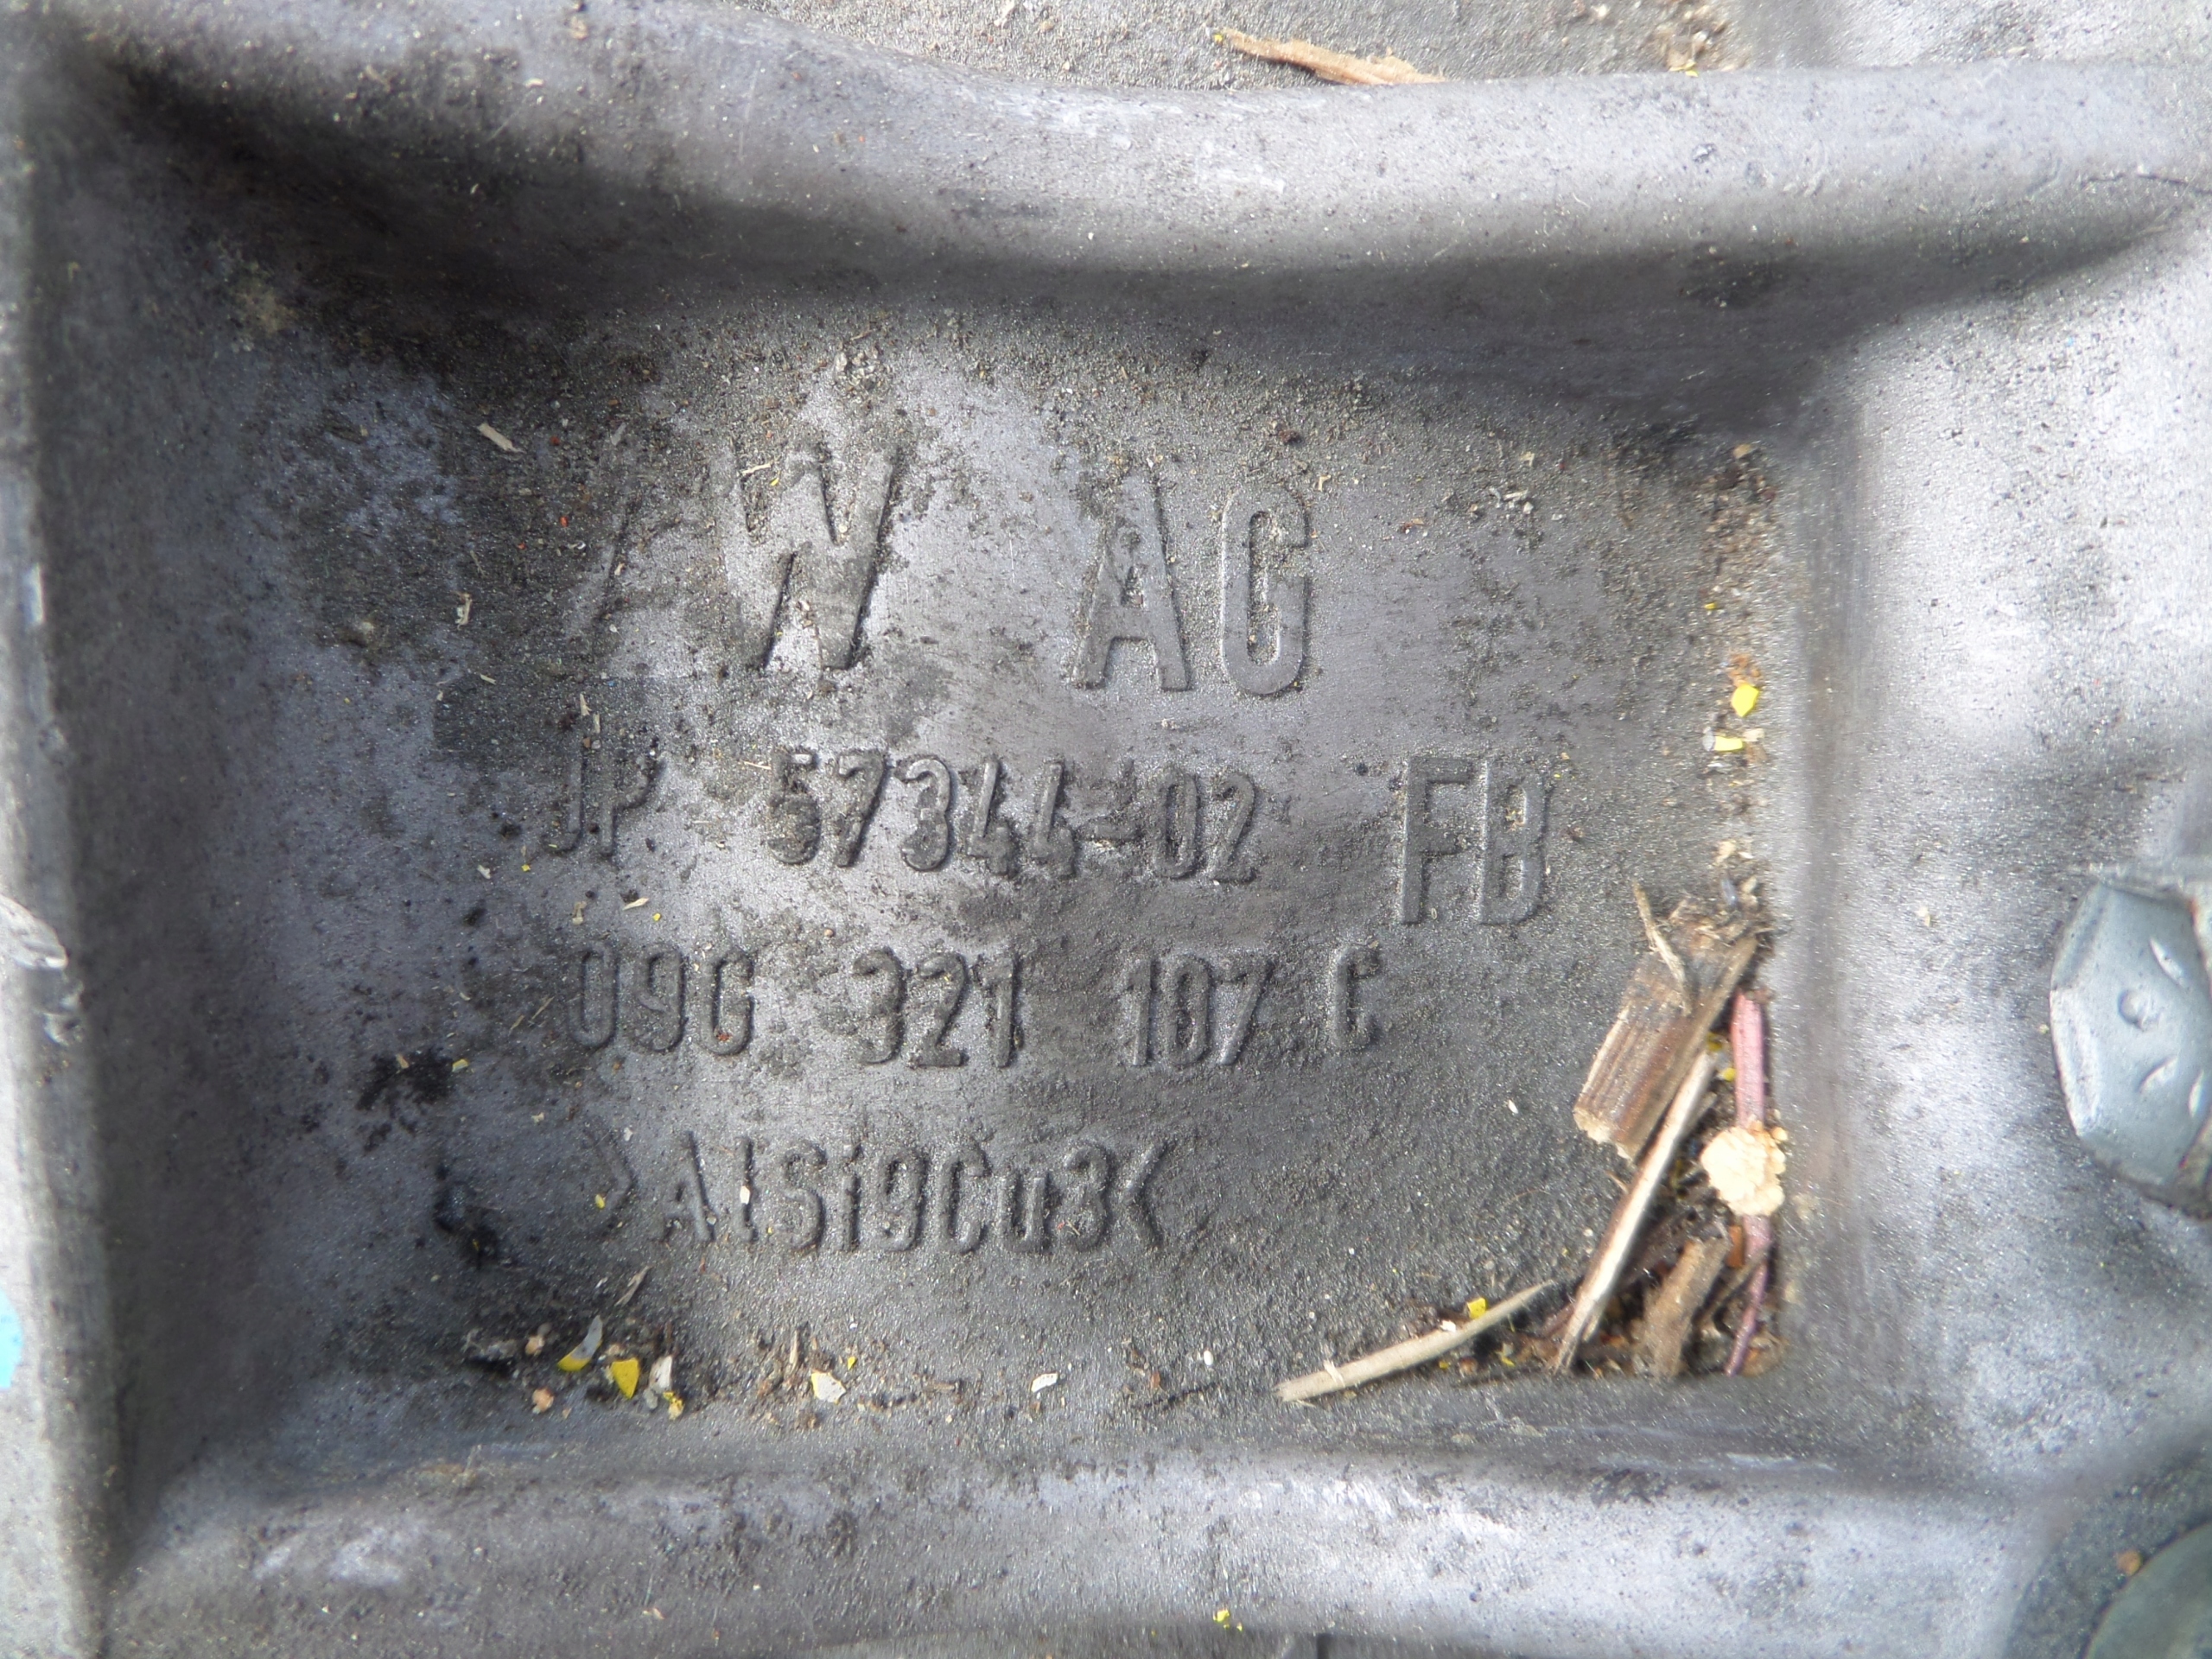 VW AG
JP 57344-02 FB
09G 321 107 C
>AlSi9Cu3<